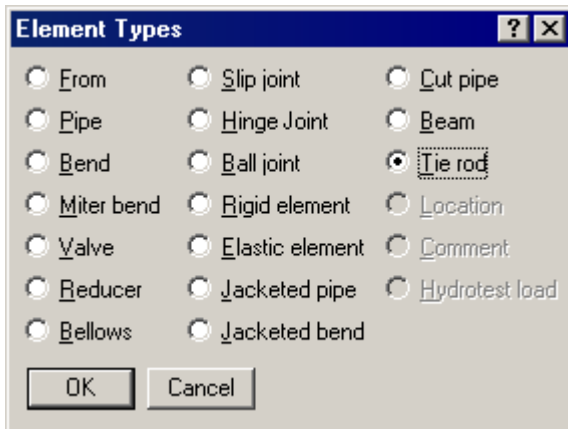 Element Types
From Slip joint Cut pipe
Pipe Hinge Joint Beam
Bend Ball joint Tie rod
Miter bend Rigid element Location
Valve Elastic element Comment
Reducer Jacketed pipe Hydrotest load
Bellows Jacketed bend
OK Cancel